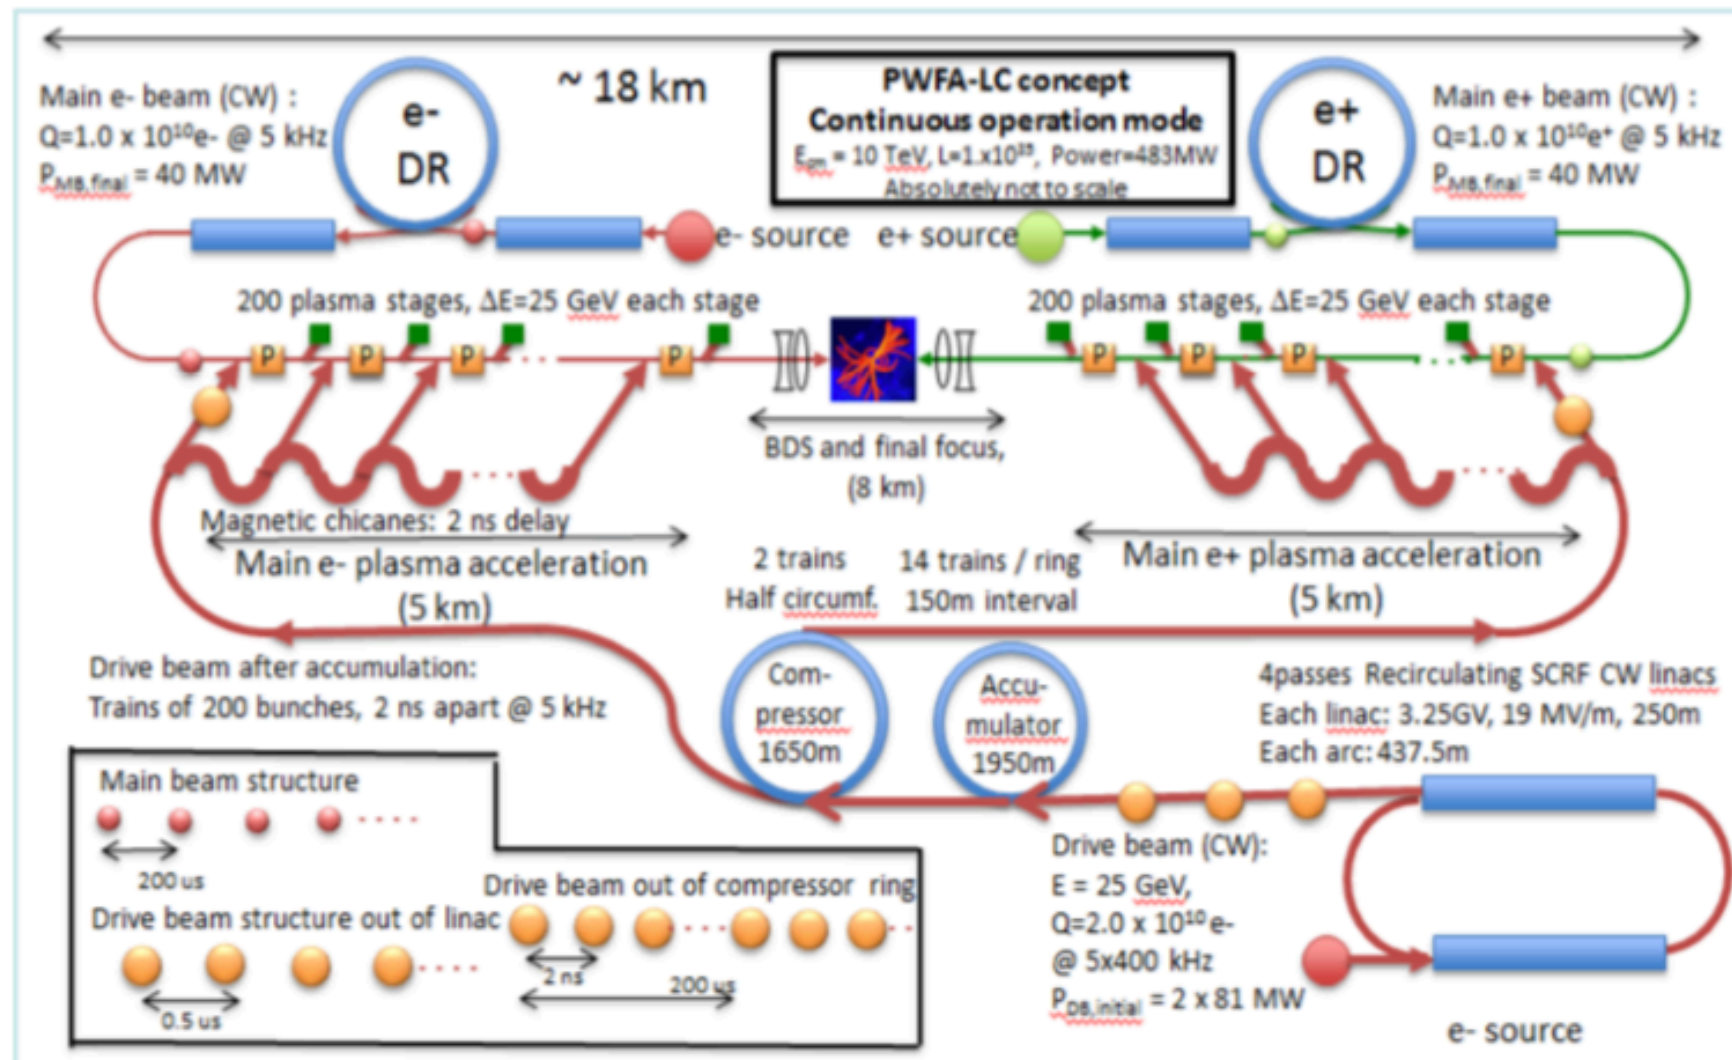 ~ 18 km
PWFA-LC concept
Continuous operation mode
E_cm = 10 TeV, L=1.x10³⁵, Power=483MW
Absolutely not to scale
Main e- beam (CW) :
Q=1.0 x 10¹⁰e- @ 5 kHz
P_MB,final = 40 MW
e-
DR
e+
DR
Main e+ beam (CW) :
Q=1.0 x 10¹⁰e⁺ @ 5 kHz
P_MB,final = 40 MW
e- source
e+ source
200 plasma stages, ΔE=25 GeV each stage
200 plasma stages, ΔE=25 GeV each stage
P
P
P
P
P
P
P
P
BDS and final focus,
(8 km)
Magnetic chicanes: 2 ns delay
Main e- plasma acceleration
(5 km)
2 trains
Half circumf.
14 trains / ring
150m interval
Main e+ plasma acceleration
(5 km)
Drive beam after accumulation:
Trains of 200 bunches, 2 ns apart @ 5 kHz
Com-
pressor
1650m
Accu-
mulator
1950m
4passes Recirculating SCRF CW linacs
Each linac: 3.25GV, 19 MV/m, 250m
Each arc: 437.5m
Main beam structure
200 us
Drive beam structure out of linac
0.5 us
Drive beam out of compressor ring
2 ns
200 us
Drive beam (CW):
E = 25 GeV,
Q=2.0 x 10¹⁰ e-
@ 5x400 kHz
P_DB,initial = 2 x 81 MW
e- source